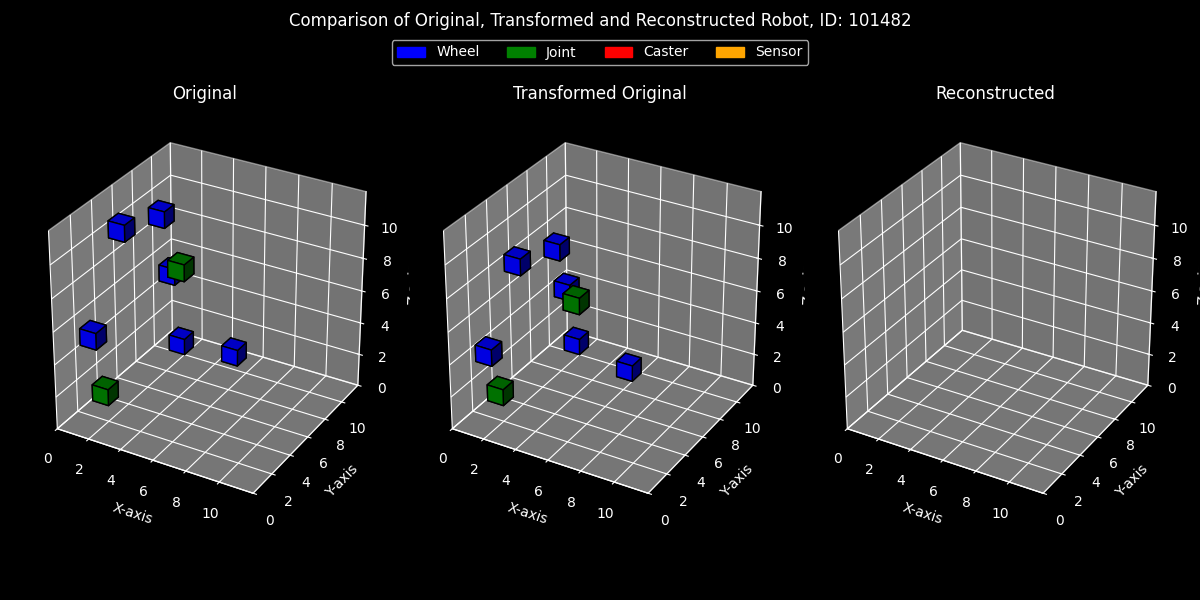 Comparison of Original, Transformed and Reconstructed Robot, ID: 101482
Wheel Joint Caster Sensor
Original Transformed Original Reconstructed
10 10 10
8 8 8
6 6 6
4 4 4
2 2 2
0 0 0
10 10 10
8 8 8
6 6 6
4 4 4
2 2 2
0 0 0
0 2 4 6 8 10 0 2 4 6 8 10 0 2 4 6 8 10
X-axis Y-axis X-axis Y-axis X-axis Y-axis